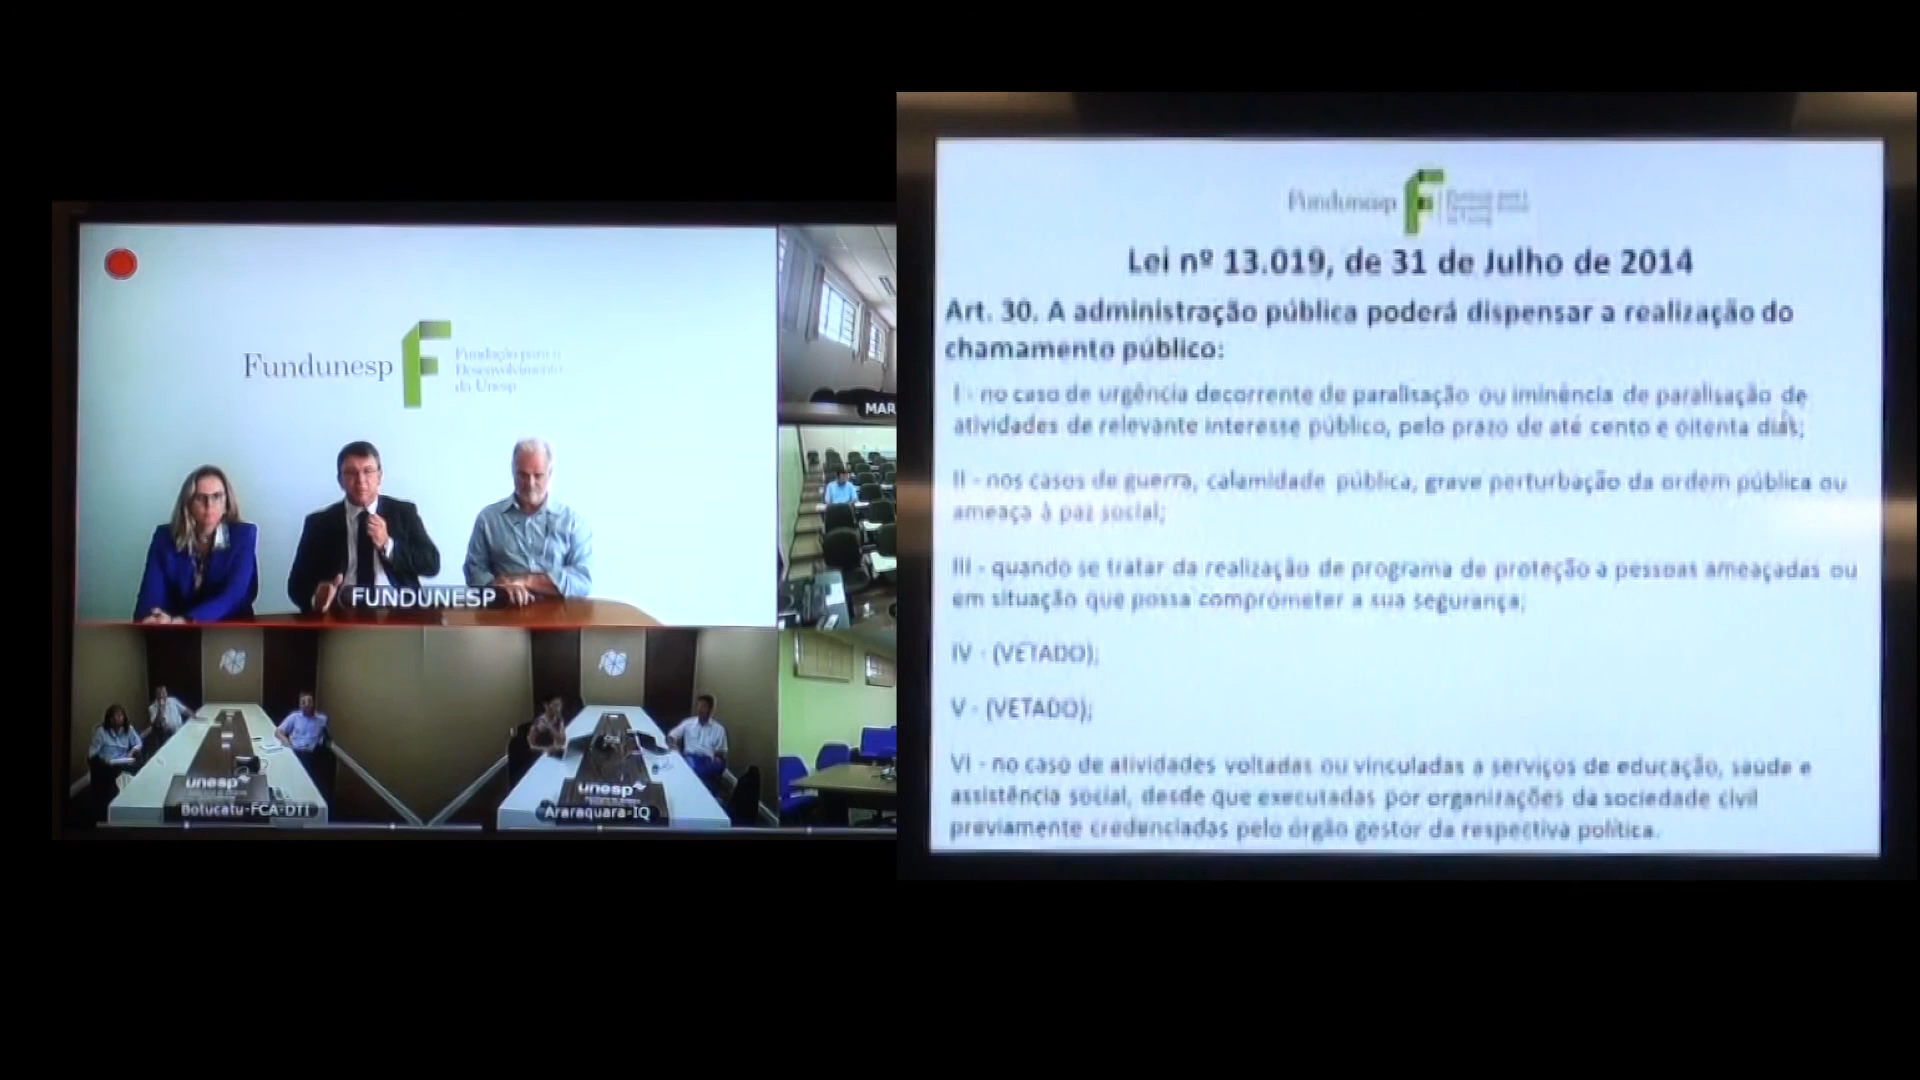 Fundunesp
Fundação para o
Desenvolvimento
da Unesp
FUNDUNESP
MAR
unesp
Botucatu-FCA-DTI
unesp
Araraquara-IQ
Fundunesp
Lei nº 13.019, de 31 de Julho de 2014
Art. 30. A administração pública poderá dispensar a realização do
chamamento público:
I - no caso de urgência decorrente de paralisação ou iminência de paralisação de
atividades de relevante interesse público, pelo prazo de até cento e oitenta dias;
II - nos casos de guerra, calamidade pública, grave perturbação da ordem pública ou
ameaça à paz social;
III - quando se tratar da realização de programa de proteção a pessoas ameaçadas ou
em situação que possa comprometer a sua segurança;
IV - (VETADO);
V - (VETADO);
VI - no caso de atividades voltadas ou vinculadas a serviços de educação, saúde e
assistência social, desde que executadas por organizações da sociedade civil
previamente credenciadas pelo órgão gestor da respectiva política.